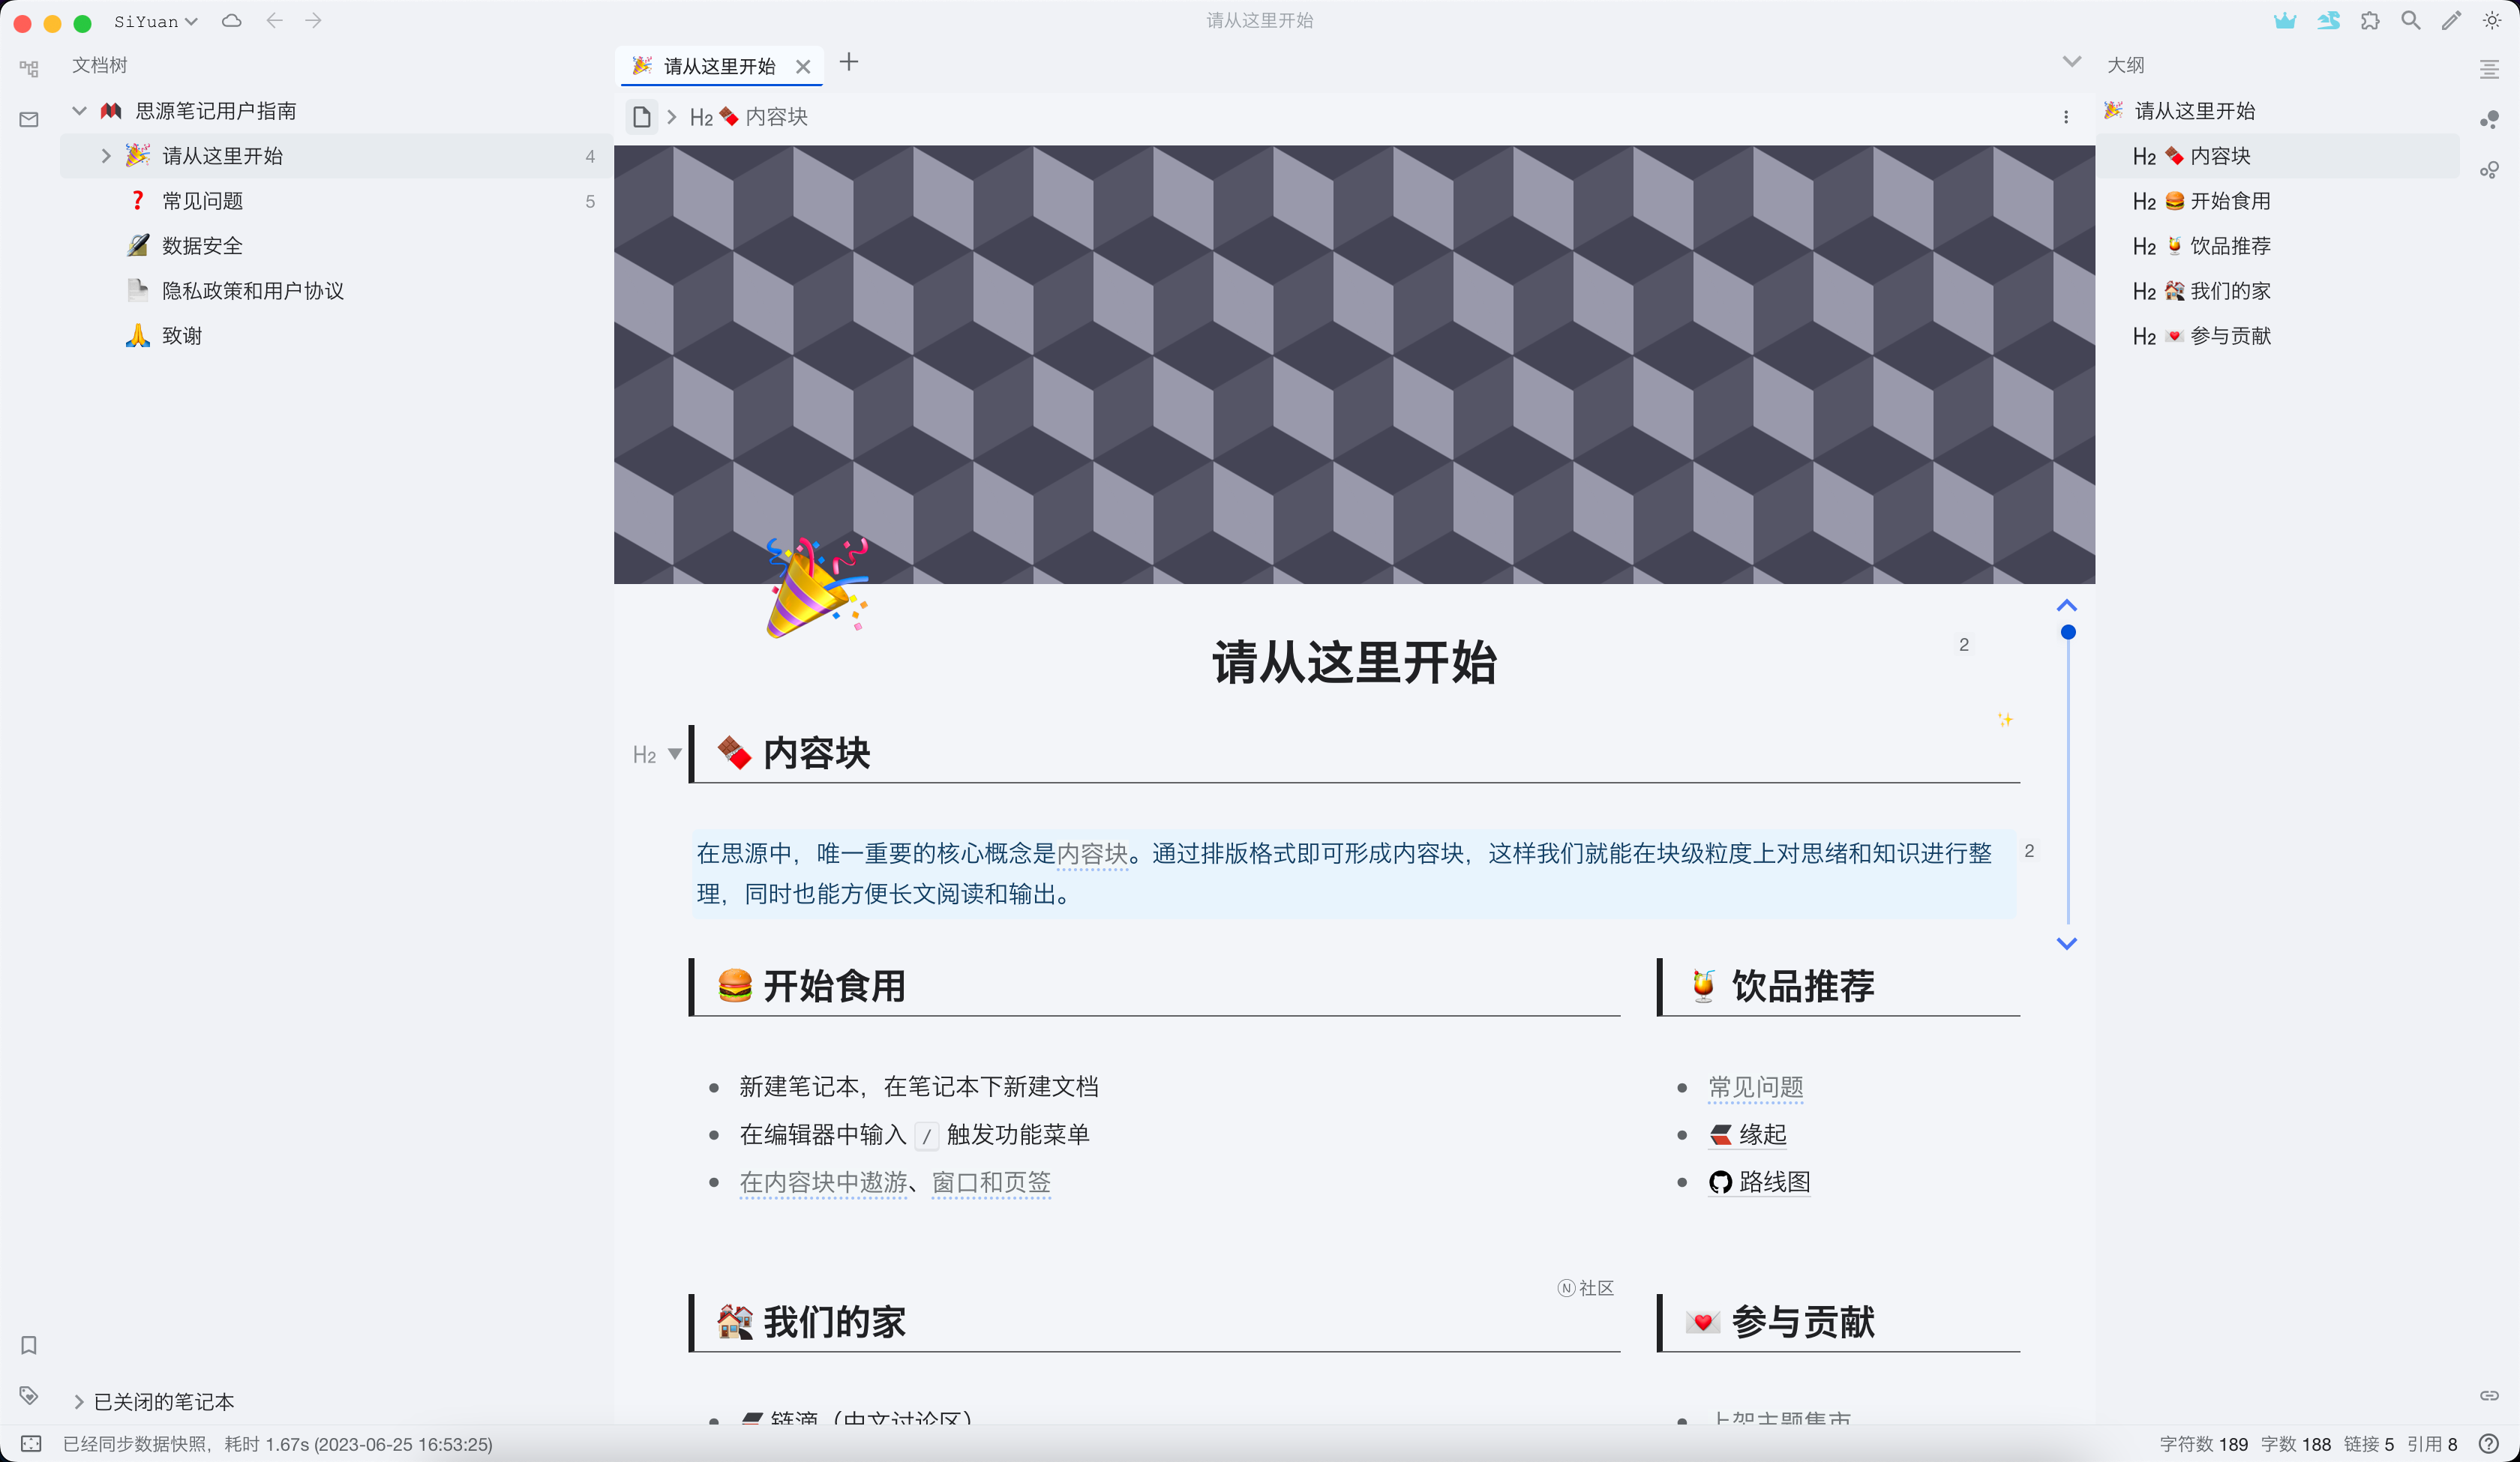 SiYuan
请从这里开始
文档树
思源笔记用户指南
请从这里开始 4
常见问题 5
数据安全
隐私政策和用户协议
致谢
已关闭的笔记本
请从这里开始
H2 内容块
请从这里开始 2
H2 内容块
在思源中，唯一重要的核心概念是内容块。通过排版格式即可形成内容块，这样我们就能在块级粒度上对思绪和知识进行整 2
理，同时也能方便长文阅读和输出。
开始食用
新建笔记本，在笔记本下新建文档
在编辑器中输入 / 触发功能菜单
在内容块中遨游、窗口和页签
饮品推荐
常见问题
缘起
路线图
Ⓝ社区
我们的家
链滴（中文讨论区）
参与贡献
上架主题集市
大纲
请从这里开始
H2 内容块
H2 开始食用
H2 饮品推荐
H2 我们的家
H2 参与贡献
已经同步数据快照，耗时 1.67s (2023-06-25 16:53:25)
字符数 189 字数 188 链接 5 引用 8